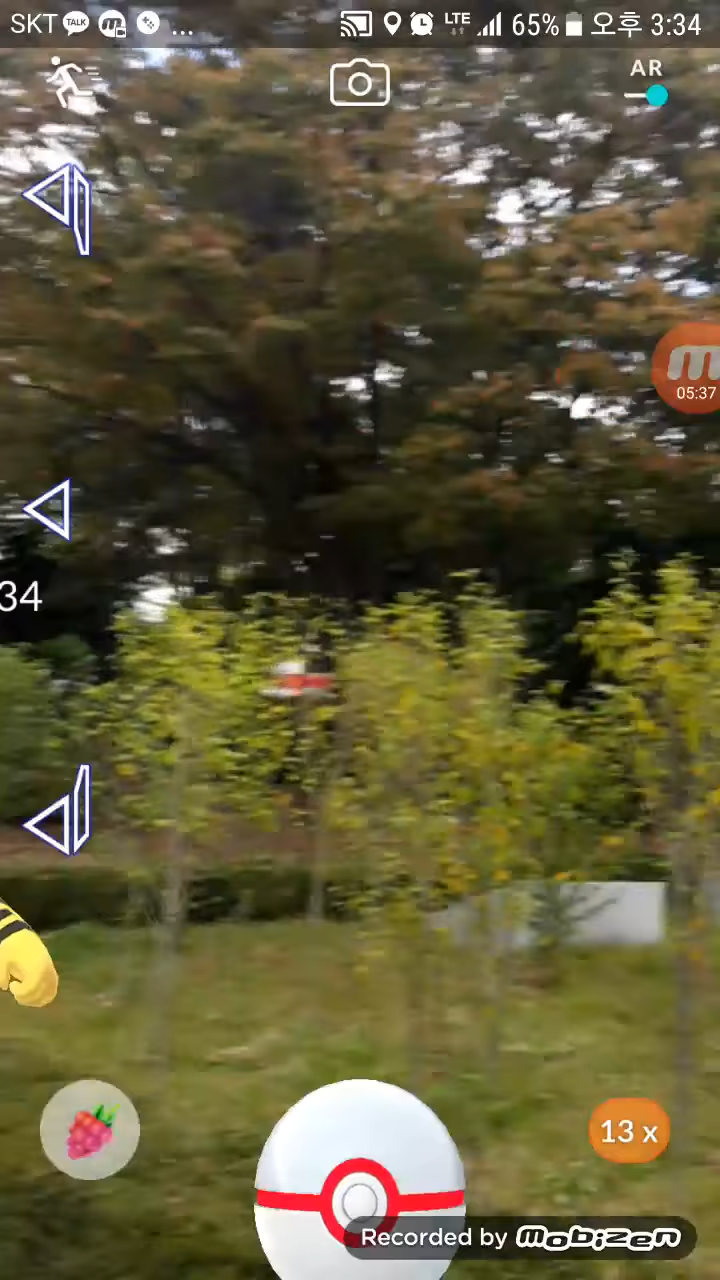 SKT TALK m ... LTE 65% 오후 3:34
AR
m
05:37
34
13 x
Recorded by mobizen